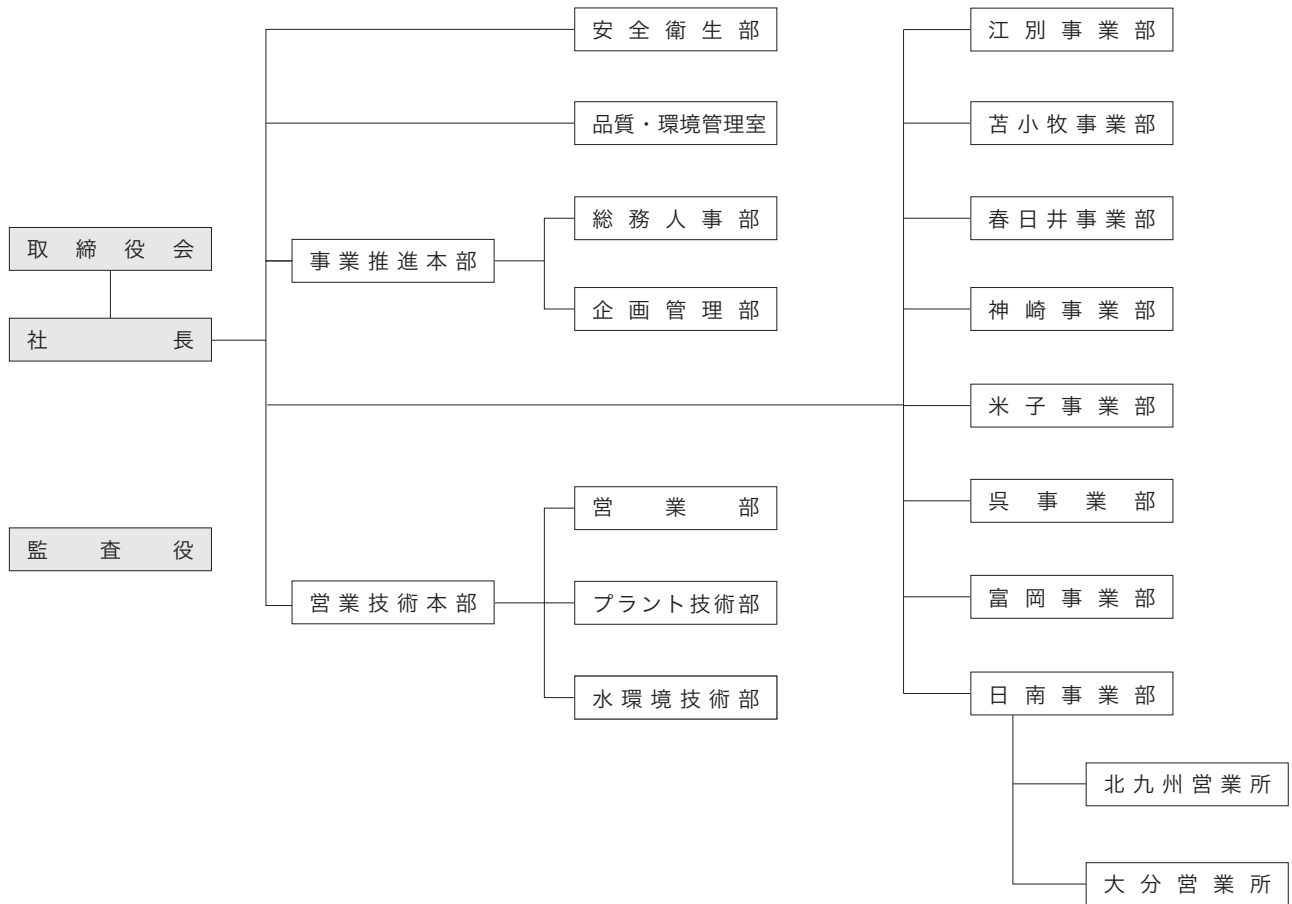 取締役会
社長
監査役
安全衛生部
品質・環境管理室
事業推進本部
総務人事部
企画管理部
営業技術本部
営業部
プラント技術部
水環境技術部
江別事業部
苫小牧事業部
春日井事業部
神崎事業部
米子事業部
呉事業部
富岡事業部
日南事業部
北九州営業所
大分営業所